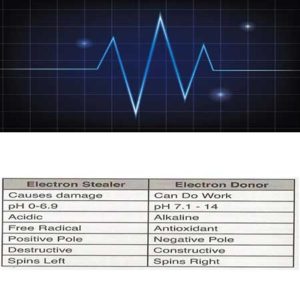 Electron Stealer Electron Donor
Causes damage Can Do Work
pH 0-6.9 pH 7.1 - 14
Acidic Alkaline
Free Radical Antioxidant
Positive Pole Negative Pole
Destructive Constructive
Spins Left Spins Right